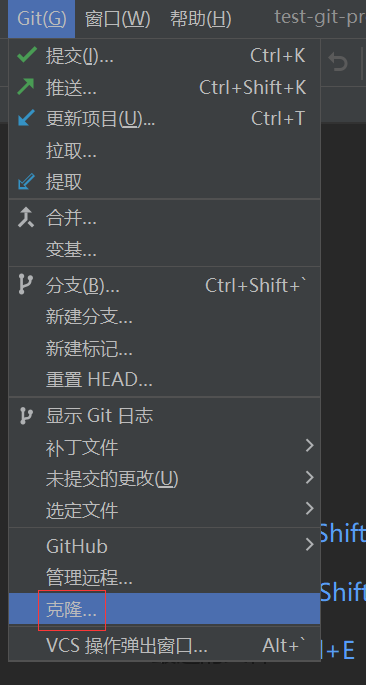 Git(G) 窗口(W) 帮助(H) test-git-pr
提交(I)... Ctrl+K
推送... Ctrl+Shift+K
更新项目(U)... Ctrl+T
拉取...
提取
合并...
变基...
分支(B)... Ctrl+Shift+`
新建分支...
新建标记...
重置 HEAD...
显示 Git 日志
补丁文件
未提交的更改(U)
选定文件
Shift
GitHub
管理远程...
Shift
克隆...
VCS 操作弹出窗口... Alt+`
+E